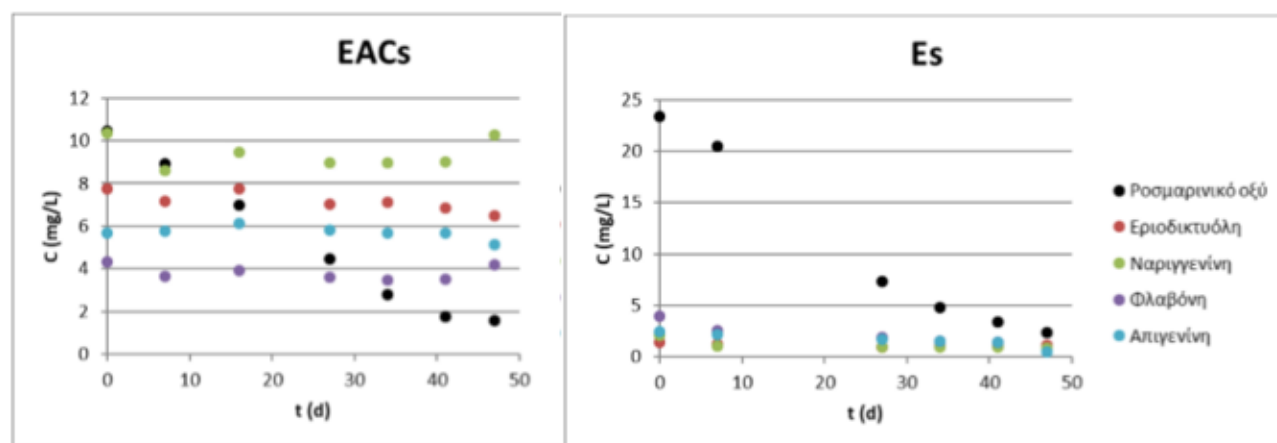 EACs
12
10
8
6
4
2
0
C (mg/L)
0 10 20 30 40 50
t (d)
Es
25
20
15
10
5
0
C (mg/L)
0 10 20 30 40 50
t (d)
Ροσμαρινικό οξύ
Εριοδικτυόλη
Ναριγγενίνη
Φλαβόνη
Απιγενίνη